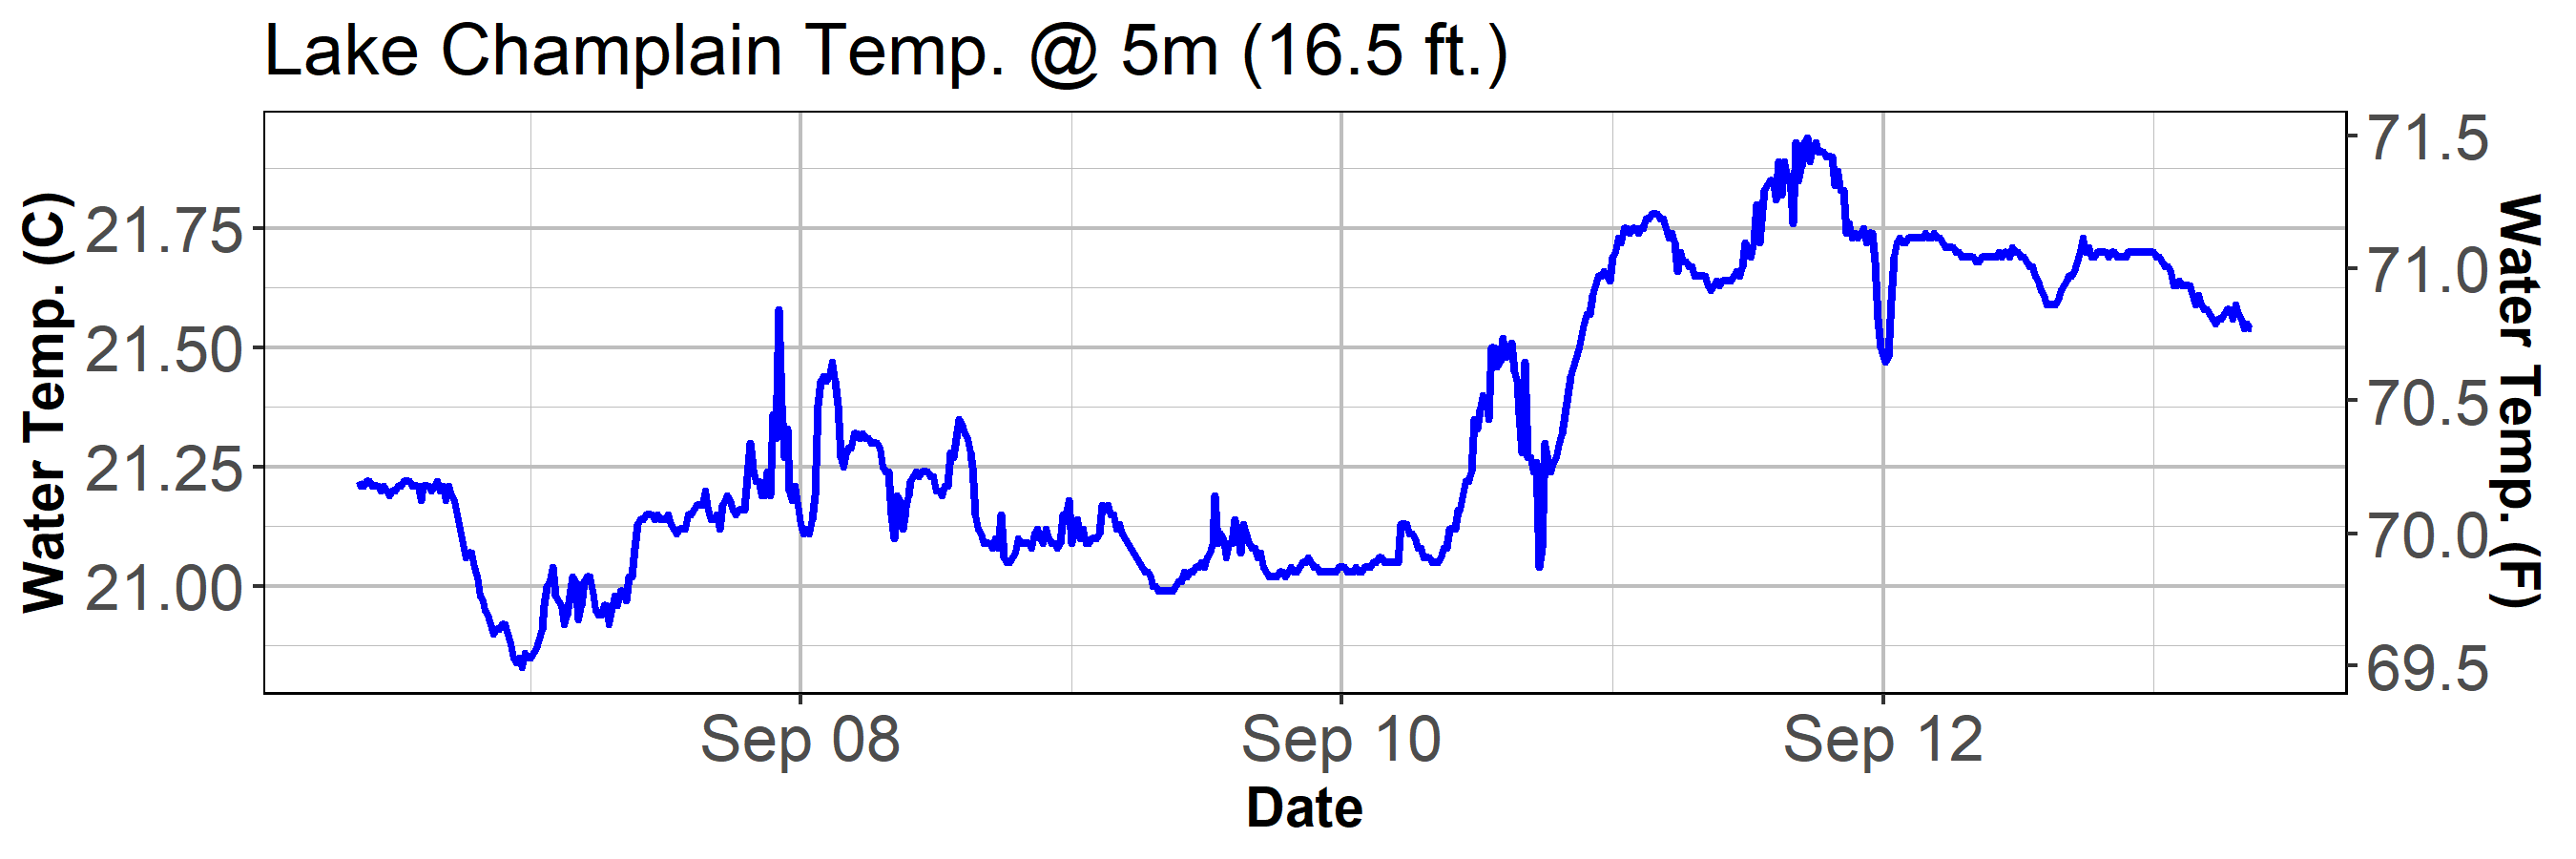 Lake Champlain Temp. @ 5m (16.5 ft.)
Water Temp. (C)
21.75
21.50
21.25
21.00
71.5
71.0
70.5
70.0
69.5
Water Temp. (F)
Sep 08 Sep 10 Sep 12
Date